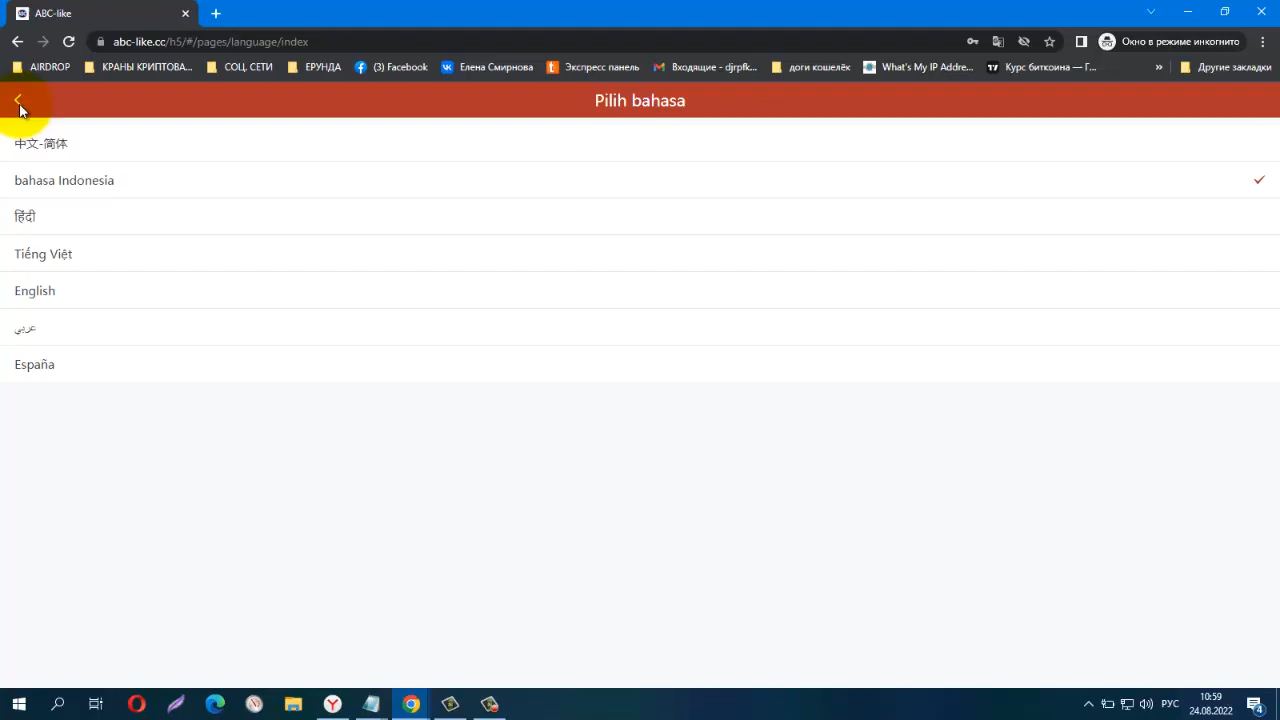 ABC-like
abc-like.cc/h5/#/pages/language/index
Окно в режиме инкогнито
AIRDROP
КРАНЫ КРИПТОВА...
СОЦ. СЕТИ
ЕРУНДА
(3) Facebook
Елена Смирнова
Экспресс панель
Входящие - djrpfk...
доги кошелёк
What's My IP Addre...
Курс биткоина — Г...
»
Другие закладки
Pilih bahasa
中文-简体
bahasa Indonesia
हिंदी
Tiếng Việt
English
عربي
España
РУС
10:59
24.08.2022
4